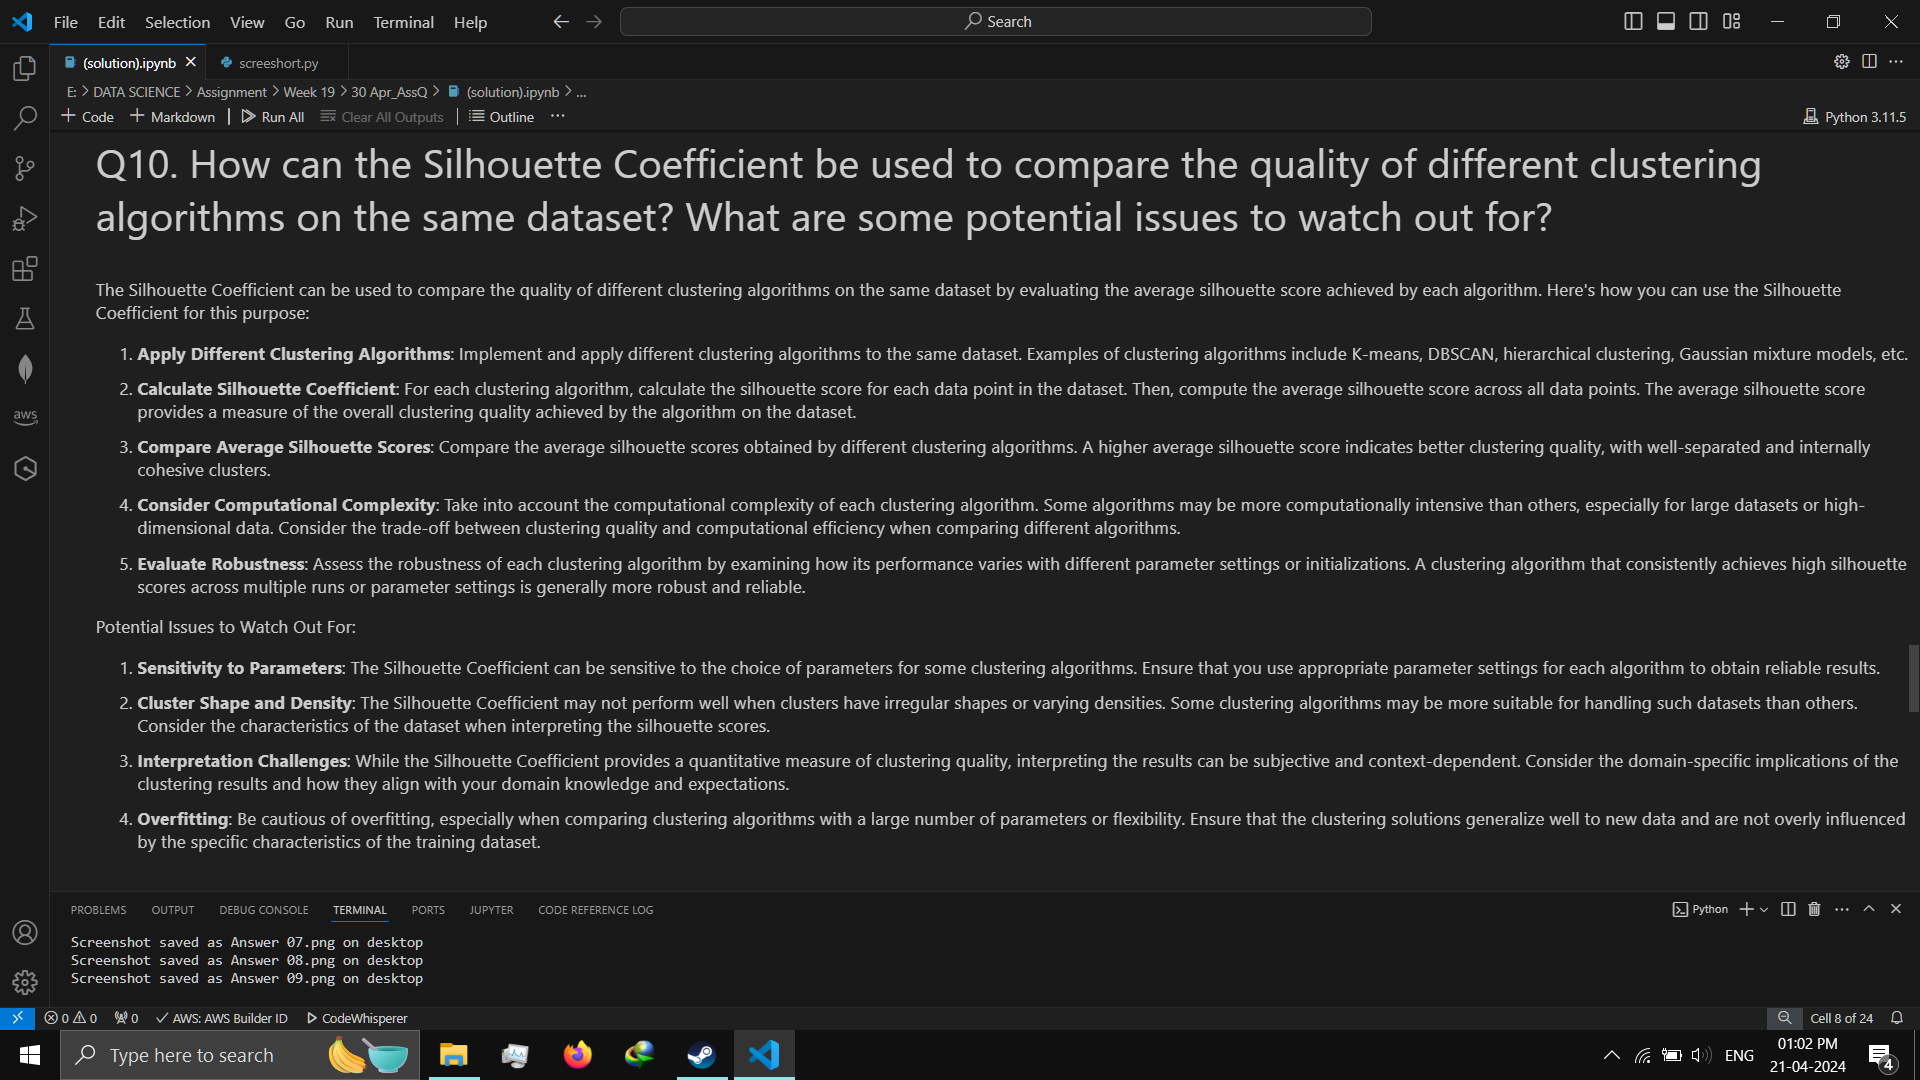 File Edit Selection View Go Run Terminal Help Search
(solution).ipynb screeshort.py
E: > DATA SCIENCE > Assignment > Week 19 > 30 Apr_AssQ > (solution).ipynb > ...
+ Code + Markdown | Run All Clear All Outputs | Outline ... Python 3.11.5
Q10. How can the Silhouette Coefficient be used to compare the quality of different clustering
algorithms on the same dataset? What are some potential issues to watch out for?
The Silhouette Coefficient can be used to compare the quality of different clustering algorithms on the same dataset by evaluating the average silhouette score achieved by each algorithm. Here's how you can use the Silhouette
Coefficient for this purpose:
1. Apply Different Clustering Algorithms: Implement and apply different clustering algorithms to the same dataset. Examples of clustering algorithms include K-means, DBSCAN, hierarchical clustering, Gaussian mixture models, etc.
2. Calculate Silhouette Coefficient: For each clustering algorithm, calculate the silhouette score for each data point in the dataset. Then, compute the average silhouette score across all data points. The average silhouette score
provides a measure of the overall clustering quality achieved by the algorithm on the dataset.
3. Compare Average Silhouette Scores: Compare the average silhouette scores obtained by different clustering algorithms. A higher average silhouette score indicates better clustering quality, with well-separated and internally
cohesive clusters.
4. Consider Computational Complexity: Take into account the computational complexity of each clustering algorithm. Some algorithms may be more computationally intensive than others, especially for large datasets or high-
dimensional data. Consider the trade-off between clustering quality and computational efficiency when comparing different algorithms.
5. Evaluate Robustness: Assess the robustness of each clustering algorithm by examining how its performance varies with different parameter settings or initializations. A clustering algorithm that consistently achieves high silhouette
scores across multiple runs or parameter settings is generally more robust and reliable.
Potential Issues to Watch Out For:
1. Sensitivity to Parameters: The Silhouette Coefficient can be sensitive to the choice of parameters for some clustering algorithms. Ensure that you use appropriate parameter settings for each algorithm to obtain reliable results.
2. Cluster Shape and Density: The Silhouette Coefficient may not perform well when clusters have irregular shapes or varying densities. Some clustering algorithms may be more suitable for handling such datasets than others.
Consider the characteristics of the dataset when interpreting the silhouette scores.
3. Interpretation Challenges: While the Silhouette Coefficient provides a quantitative measure of clustering quality, interpreting the results can be subjective and context-dependent. Consider the domain-specific implications of the
clustering results and how they align with your domain knowledge and expectations.
4. Overfitting: Be cautious of overfitting, especially when comparing clustering algorithms with a large number of parameters or flexibility. Ensure that the clustering solutions generalize well to new data and are not overly influenced
by the specific characteristics of the training dataset.
aws
PROBLEMS OUTPUT DEBUG CONSOLE TERMINAL PORTS JUPYTER CODE REFERENCE LOG Python
Screenshot saved as Answer 07.png on desktop
Screenshot saved as Answer 08.png on desktop
Screenshot saved as Answer 09.png on desktop
0 0 0 AWS: AWS Builder ID CodeWhisperer Cell 8 of 24
Type here to search ENG 01:02 PM
21-04-2024 4